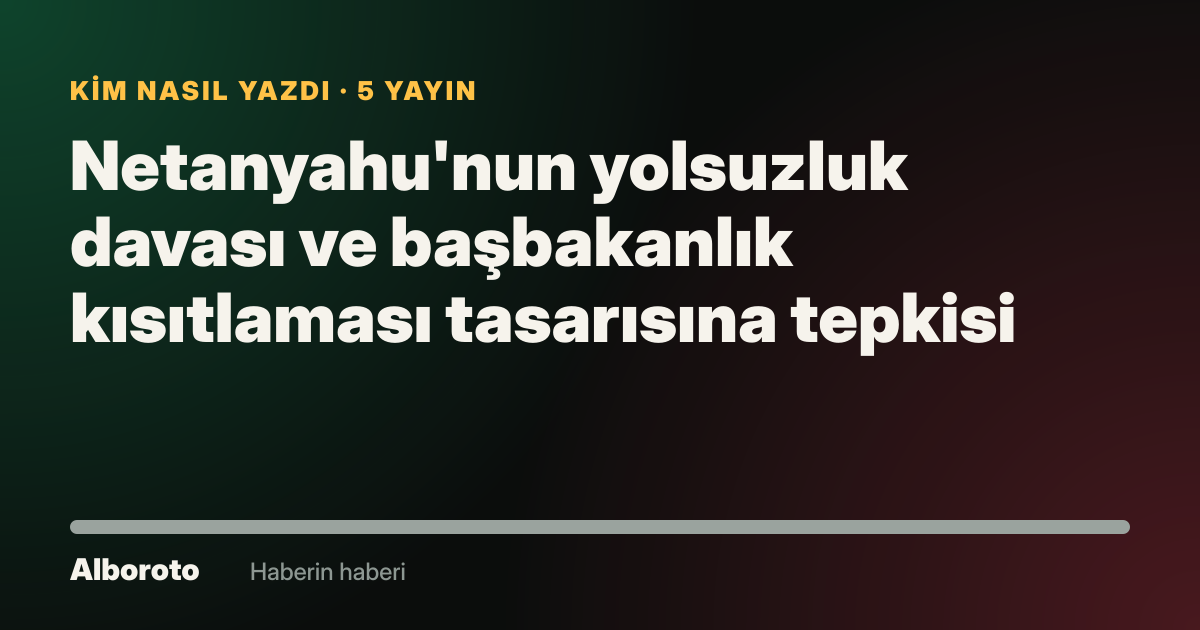 KİM NASIL YAZDI · 5 YAYIN
Netanyahu'nun yolsuzluk
davası ve başbakanlık
kısıtlaması tasarısına tepkisi
Alboroto
Haberin haberi